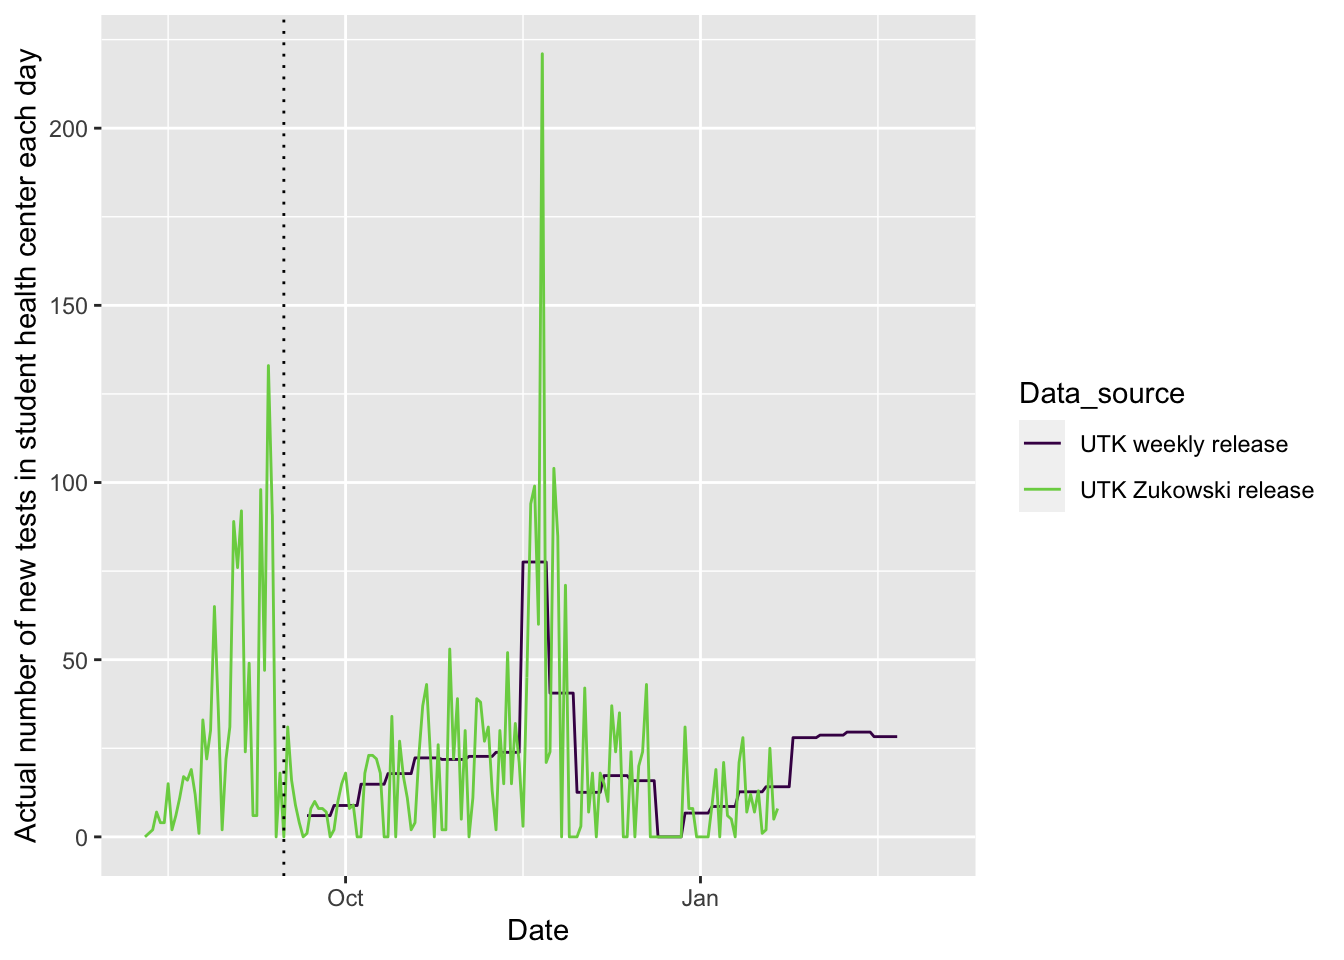 Actual number of new tests in student health center each day
200
150
100
50
0
Oct
Jan
Date
Data_source
UTK weekly release
UTK Zukowski release